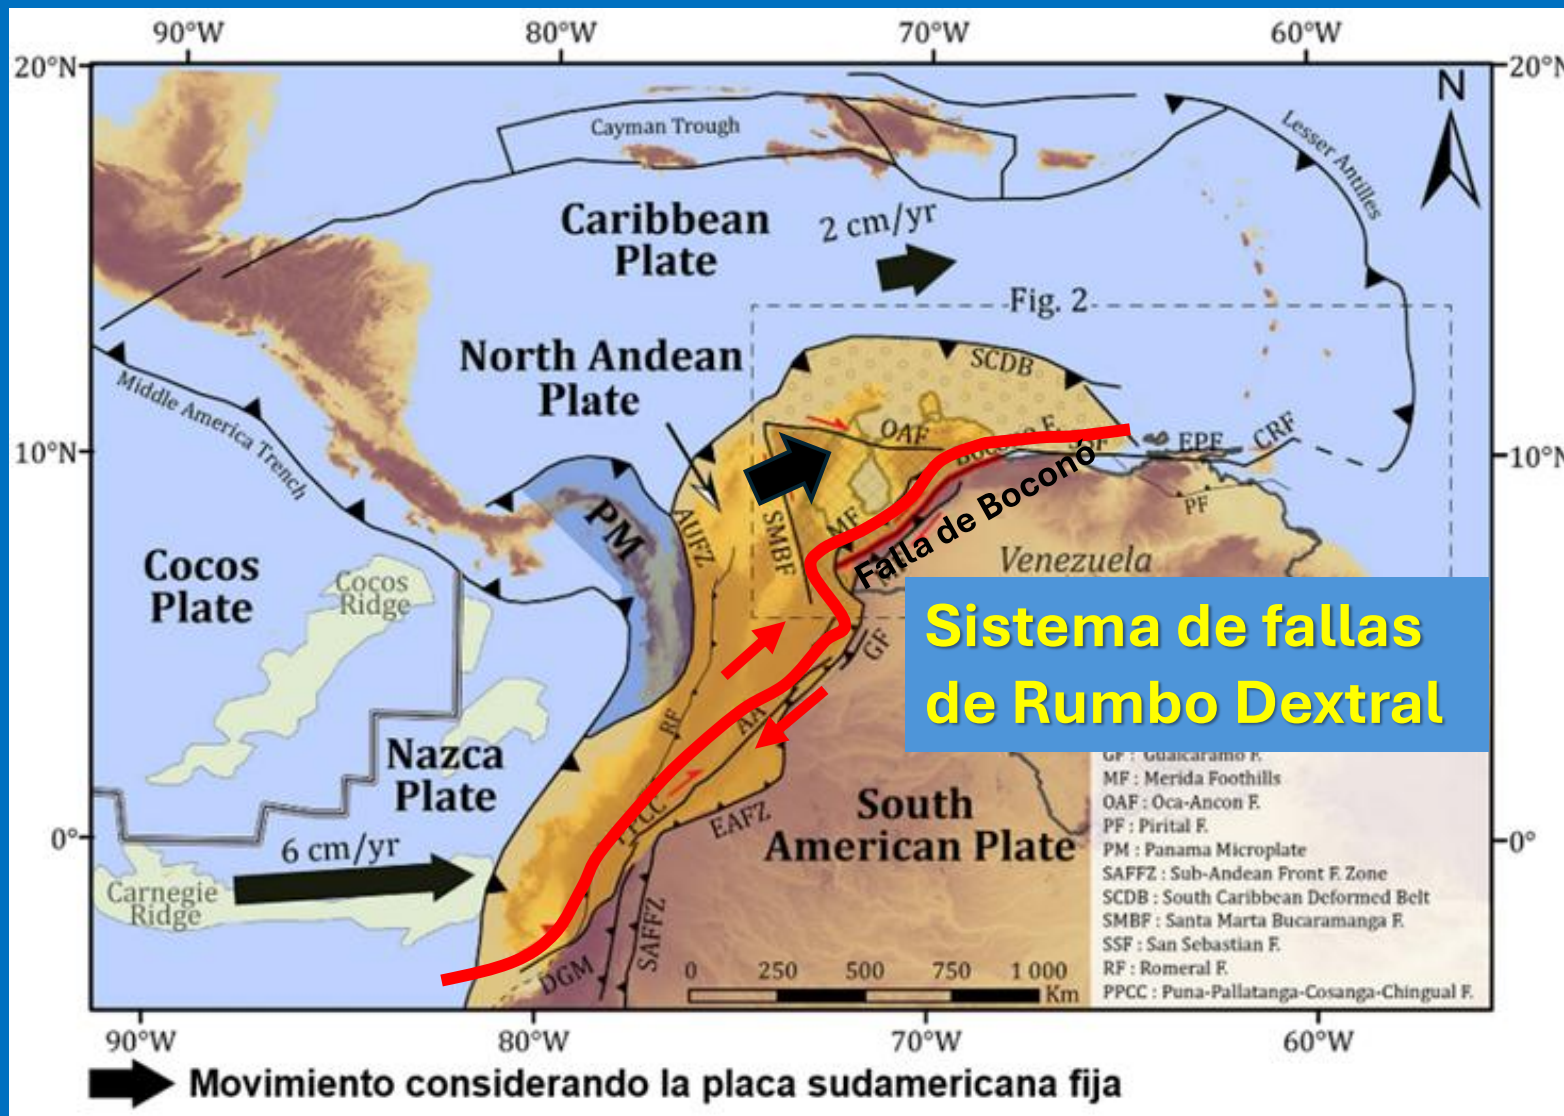 90°W 80°W 70°W 60°W
20°N
N
Cayman Trough
Lesser Antilles
Caribbean
Plate
2 cm/yr
Fig. 2
North Andean
Plate
SCDB
Middle America Trench
OAF
Bocono F.
SSF
EPF
CRF
10°N
10°N
Falla de Boconó
PF
PM
AUFZ
SMBF
MF
Venezuela
Cocos
Plate
Cocos
Ridge
Sistema de fallas
de Rumbo Dextral
GF
RF
AA
Nazca
Plate
GF : Guaicaramo F.
MF : Merida Foothills
OAF : Oca-Ancon F.
PF : Pirital F.
PM : Panama Microplate
SAFFZ : Sub-Andean Front F. Zone
SCDB : South Caribbean Deformed Belt
SMBF : Santa Marta Bucaramanga F.
SSF : San Sebastian F.
RF : Romeral F.
PPCC : Puna-Pallatanga-Cosanga-Chingual F.
South
American Plate
EAFZ
0°
0°
6 cm/yr
Carnegie
Ridge
SAFFZ
DGM
0 250 500 750 1 000
Km
90°W 80°W 70°W 60°W
Movimiento considerando la placa sudamericana fija